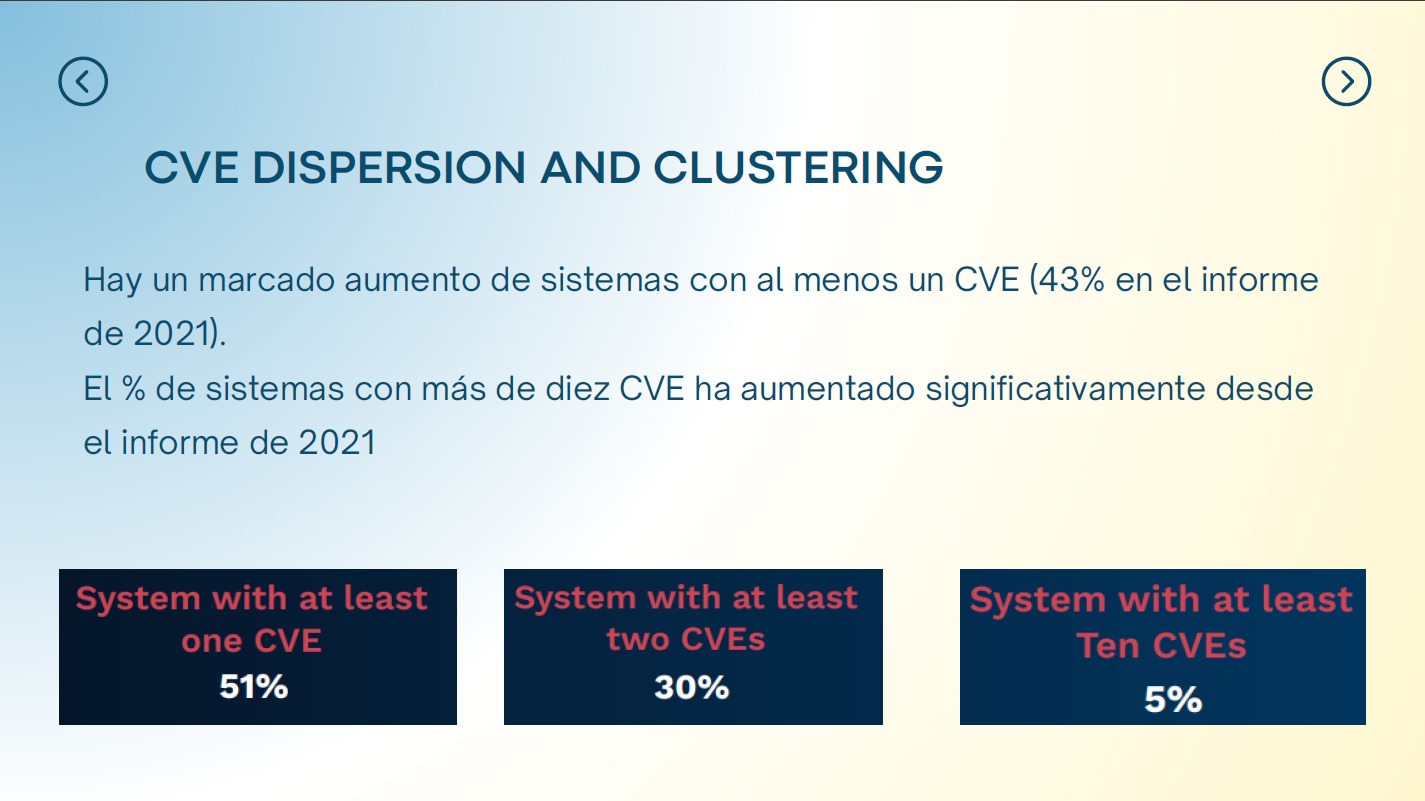 CVE DISPERSION AND CLUSTERING
Hay un marcado aumento de sistemas con al menos un CVE (43% en el informe
de 2021).
El % de sistemas con más de diez CVE ha aumentado significativamente desde
el informe de 2021
System with at least
one CVE
51%
System with at least
two CVEs
30%
System with at least
Ten CVEs
5%